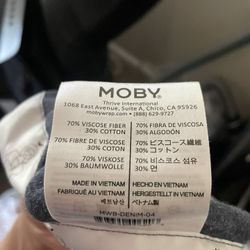 MOBY.
Thrive International
1068 East Avenue, Suite A, Chico, CA 95926
mobywrap.com • (888) 629-9727
70% VISCOSE FIBER
30% COTTON
70% FIBRA DE VISCOSA
30% ALGODÓN
70% VISCOSE
30% COTON
70% ビスコース繊維
30% コットン
70% VISKOSE
30% BAUMWOLLE
70% 비스코스 섬유
30% 면
MADE IN VIETNAM
FABRIQUÉ AU VIETNAM
베트남산
HECHO EN VIETNAM
HERGESTELLT IN VIETNAM
ベトナム製
MWB-DENIM-04